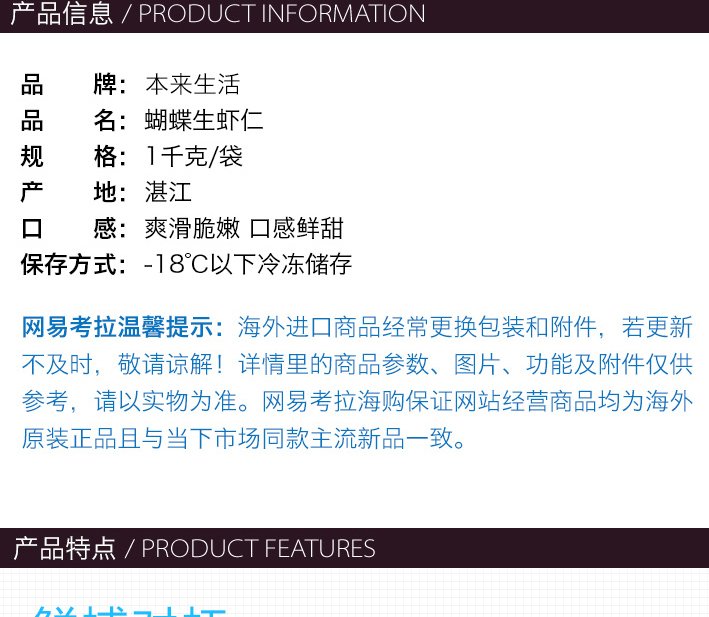 产品信息 / PRODUCT INFORMATION
品 牌：本来生活
品 名：蝴蝶生虾仁
规 格：1千克/袋
产 地：湛江
口 感：爽滑脆嫩 口感鲜甜
保存方式：-18℃以下冷冻储存
网易考拉温馨提示：海外进口商品经常更换包装和附件，若更新
不及时，敬请谅解！详情里的商品参数、图片、功能及附件仅供
参考，请以实物为准。网易考拉海购保证网站经营商品均为海外
原装正品且与当下市场同款主流新品一致。
产品特点 / PRODUCT FEATURES